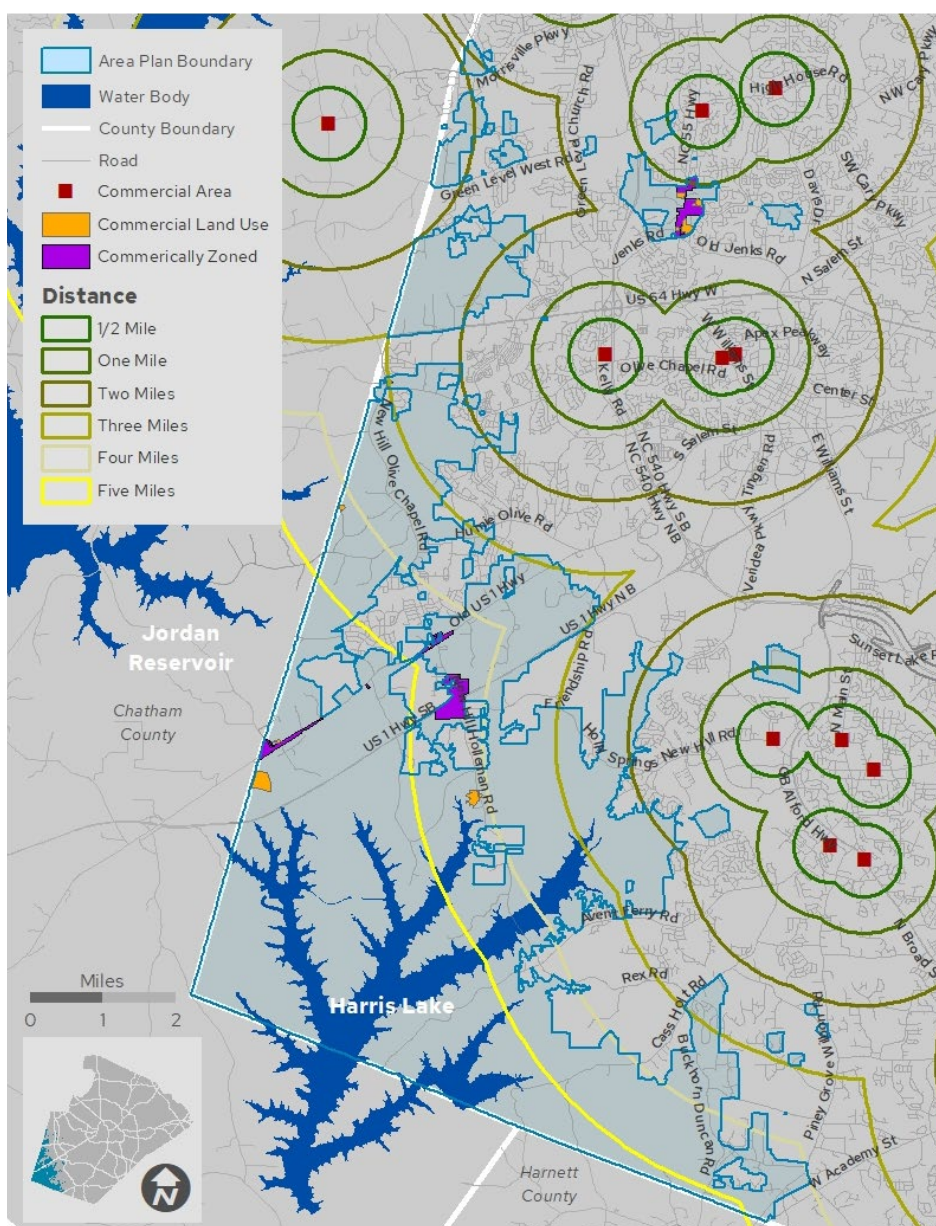 Area Plan Boundary
Water Body
County Boundary
Road
Commercial Area
Commercial Land Use
Commerically Zoned
Distance
1/2 Mile
One Mile
Two Miles
Three Miles
Four Miles
Five Miles
Morrisville Pkwy
Green Level Church Rd
Green Level West Rd
NC 55 Hwy
High House Rd
NW Cary Pkwy
SW Cary Pkwy
Davis Dr
Jenks Rd
Old Jenks Rd
N Salem St
US 64 Hwy W
W Williams St
Apex Peakway
Olive Chapel Rd
Kelly Rd
Center St
S Salem St
NC 540 Hwy SB
NC 540 Hwy NB
Tingen Rd
E Williams St
New Hill Olive Chapel Rd
Humie Olive Rd
Veridea Pkwy
Old US 1 Hwy
US 1 Hwy NB
Friendship Rd
Sunset Lake R
Jordan
Reservoir
Chatham
County
US 1 Hwy SB
Holleman Rd
Holly Springs New Hill Rd
N Main St
GB Alford Hwy
Avent Ferry Rd
N Broad S
Rex Rd
Cass Holt Rd
Miles
0 1 2
Harris Lake
Buckhorn Duncan Rd
Piney Grove Wilbon Rd
W Academy St
Harnett
County
N